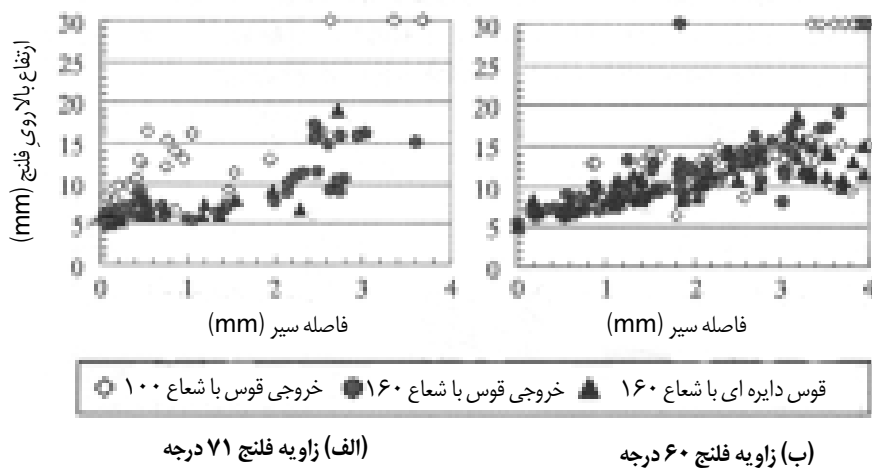 ارتفاع بالارویِ فلنج (mm)
30
25
20
15
10
5
0
0 1 2 3 4
فاصله سیر (mm)
30
25
20
15
10
5
0
0 1 2 3 4
فاصله سیر (mm)
خروجی قوس با شعاع ۱۰۰ خروجی قوس با شعاع ۱۶۰ قوس دایره ای با شعاع ۱۶۰
(الف) زاویه فلنج ۷۱ درجه
(ب) زاویه فلنج ۶۰ درجه